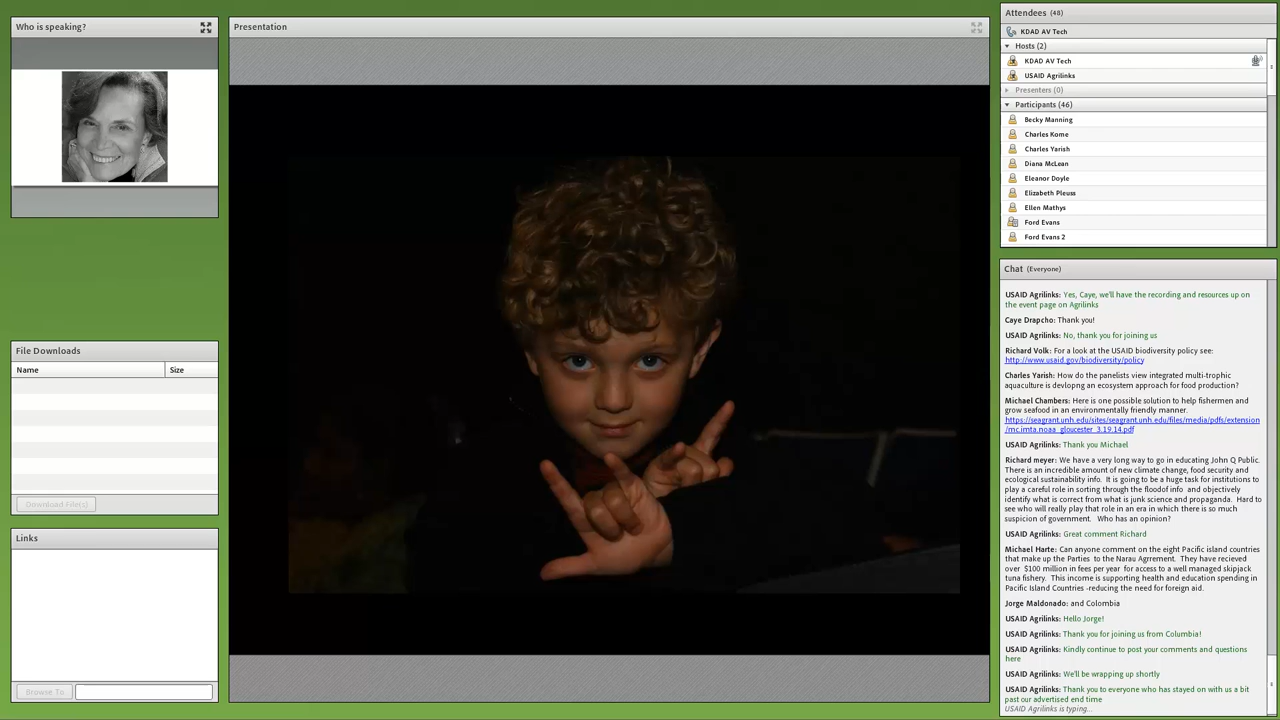 Who is speaking?
File Downloads
Name
Size
Download File(s)
Links
Browse To
Presentation
Attendees (48)
KDAD AV Tech
Hosts (2)
KDAD AV Tech
USAID Agrilinks
Presenters (0)
Participants (46)
Becky Manning
Charles Kome
Charles Yarish
Diana McLean
Eleanor Doyle
Elizabeth Pleuss
Ellen Mathys
Ford Evans
Ford Evans 2
Chat (Everyone)
USAID Agrilinks: Yes, Caye, we'll have the recording and resources up on
the event page on Agrilinks
Caye Drapcho: Thank you!
USAID Agrilinks: No, thank you for joining us
Richard Volk: For a look at the USAID biodiversity policy see:
http://www.usaid.gov/biodiversity/policy
Charles Yarish: How do the panelists view integrated multi-trophic
aquaculture is devlopng an ecosystem approach for food production?
Michael Chambers: Here is one possible solution to help fishermen and
grow seafood in an environmentally friendly manner.
https://seagrant.unh.edu/sites/seagrant.unh.edu/files/media/pdfs/extension
/mc.imta.noaa_gloucester_3.19.14.pdf
USAID Agrilinks: Thank you Michael
Richard meyer: We have a very long way to go in educating John Q Public.
There is an incredible amount of new climate change, food security and
ecological sustainability info. It is going to be a huge task for institutions to
play a careful role in sorting through the floodof info and objectively
identify what is correct from what is junk science and propaganda. Hard to
see who will really play that role in an era in which there is so much
suspicion of government. Who has an opinion?
USAID Agrilinks: Great comment Richard
Michael Harte: Can anyone comment on the eight Pacific island countries
that make up the Parties to the Narau Agrrement. They have recieved
over $100 million in fees per year for access to a well managed skipjack
tuna fishery. This income is supporting health and education spending in
Pacific Island Countries -reducing the need for foreign aid.
Jorge Maldonado: and Colombia
USAID Agrilinks: Hello Jorge!
USAID Agrilinks: Thank you for joining us from Columbia!
USAID Agrilinks: Kindly continue to post your comments and questions
here
USAID Agrilinks: We'll be wrapping up shortly
USAID Agrilinks: Thank you to everyone who has stayed on with us a bit
past our advertised end time
USAID Agrilinks is typing...